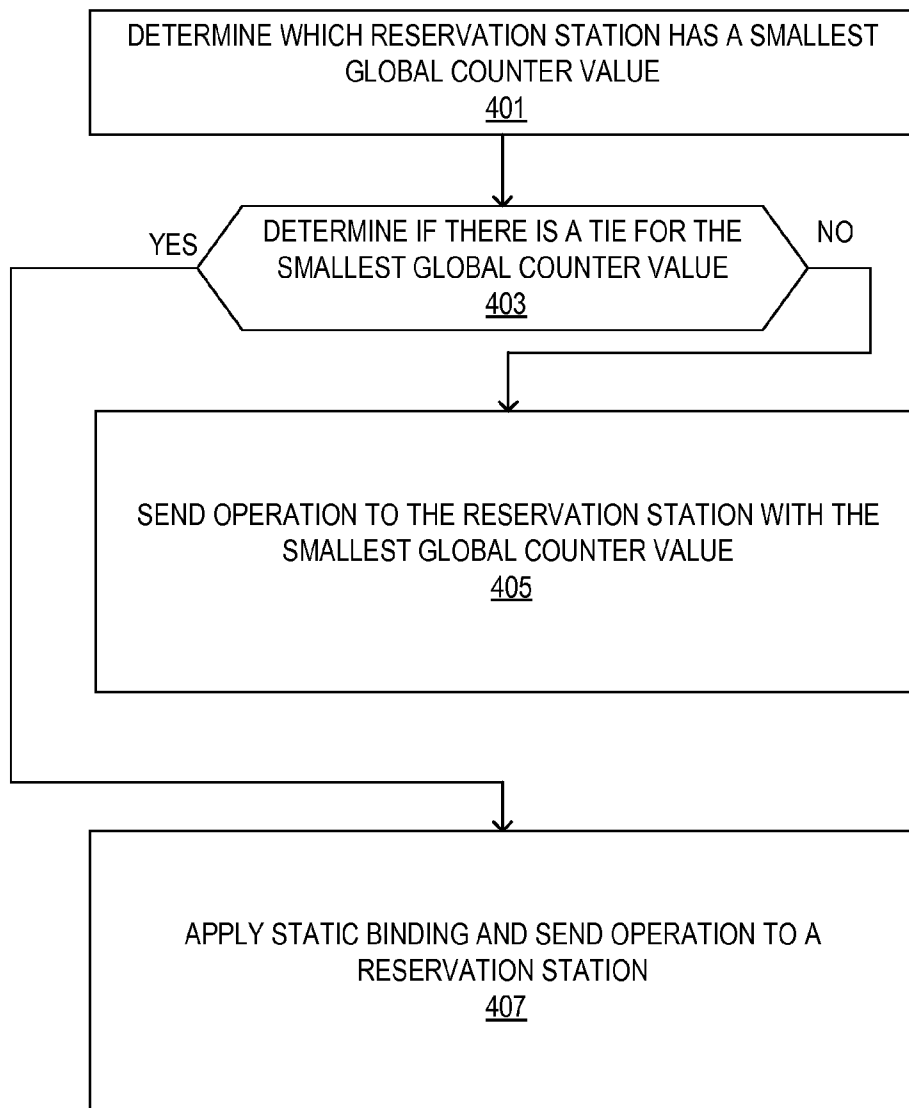 DETERMINE WHICH RESERVATION STATION HAS A SMALLEST
GLOBAL COUNTER VALUE
401
YES
DETERMINE IF THERE IS A TIE FOR THE
SMALLEST GLOBAL COUNTER VALUE
403
NO
SEND OPERATION TO THE RESERVATION STATION WITH THE
SMALLEST GLOBAL COUNTER VALUE
405
APPLY STATIC BINDING AND SEND OPERATION TO A
RESERVATION STATION
407